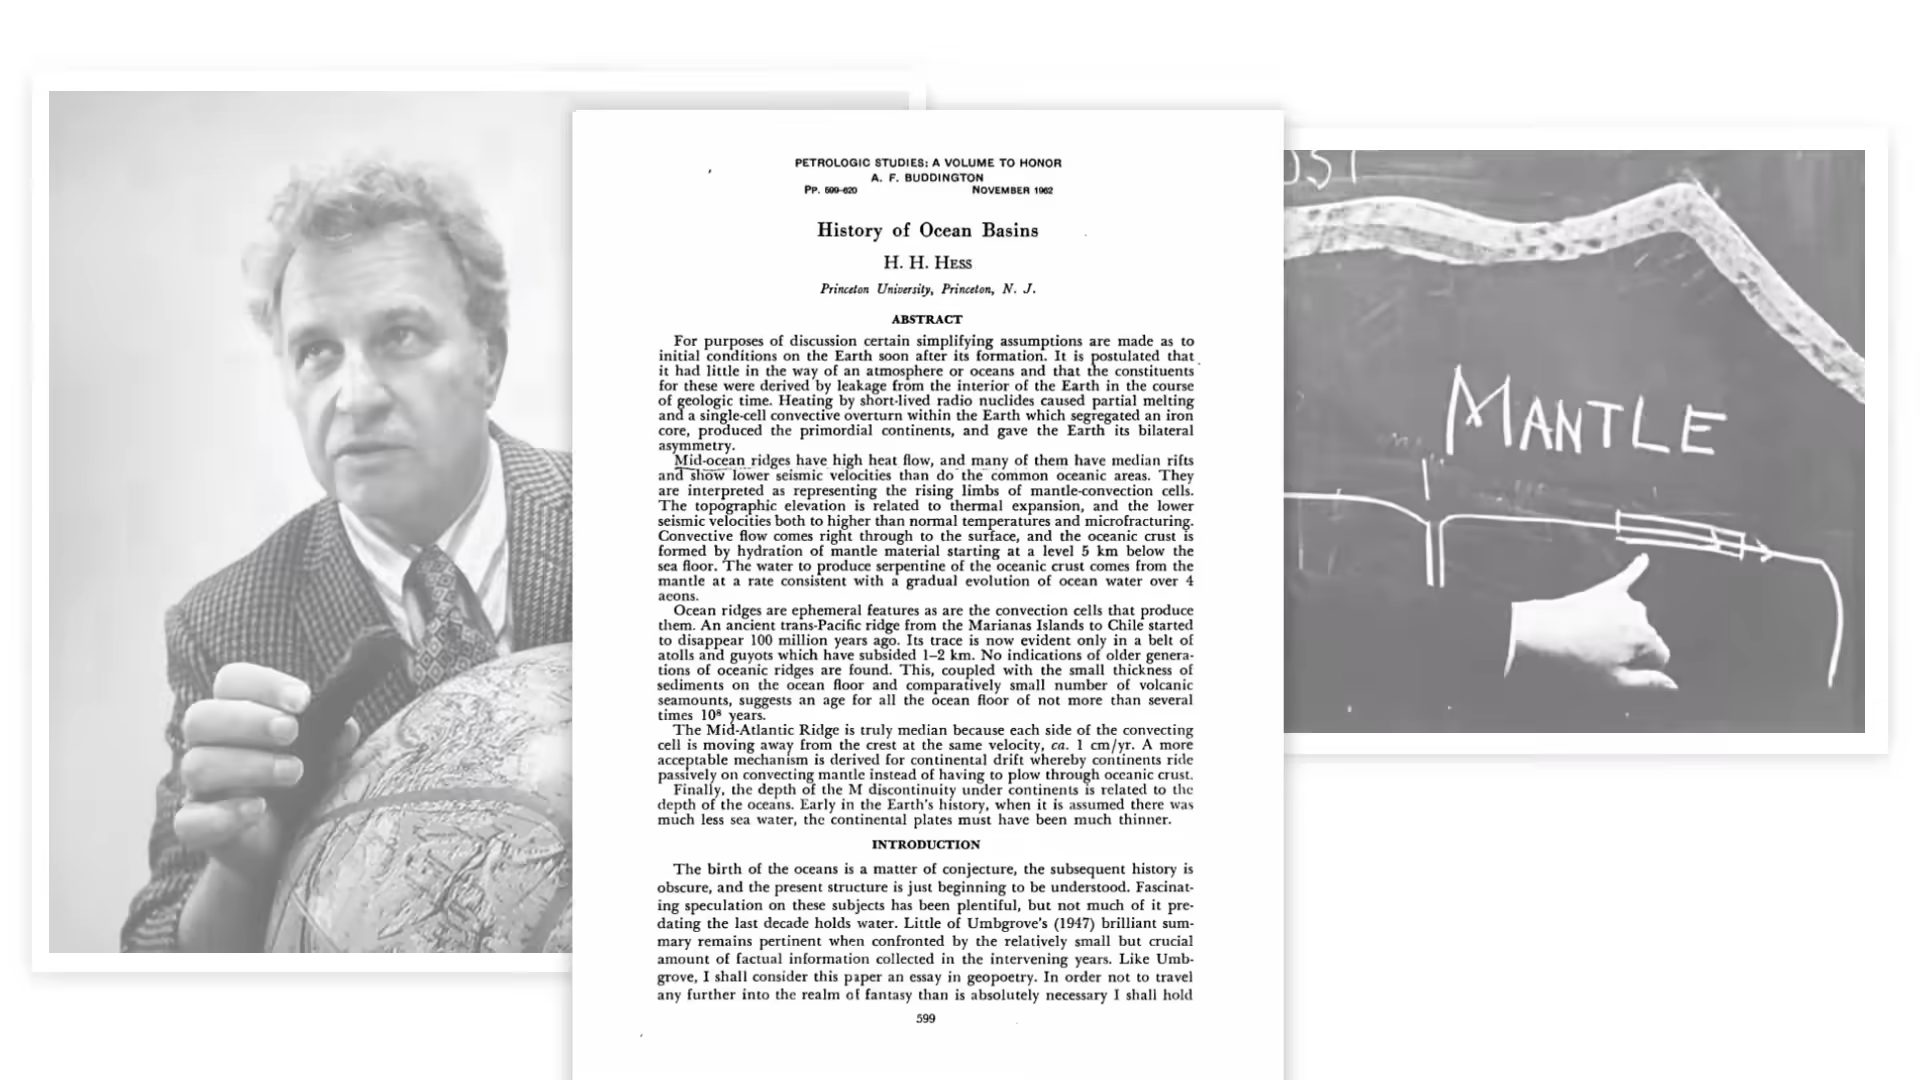 PETROLOGIC STUDIES: A VOLUME TO HONOR
A. F. BUDDINGTON
PP. 599-620 NOVEMBER 1962
History of Ocean Basins
H. H. HESS
Princeton University, Princeton, N. J.
ABSTRACT
For purposes of discussion certain simplifying assumptions are made as to
initial conditions on the Earth soon after its formation. It is postulated that
it had little in the way of an atmosphere or oceans and that the constituents
for these were derived by leakage from the interior of the Earth in the course
of geologic time. Heating by short-lived radio nuclides caused partial melting
and a single-cell convective overturn within the Earth which segregated an iron
core, produced the primordial continents, and gave the Earth its bilateral
asymmetry.
Mid-ocean ridges have high heat flow, and many of them have median rifts
and show lower seismic velocities than do the common oceanic areas. They
are interpreted as representing the rising limbs of mantle-convection cells.
The topographic elevation is related to thermal expansion, and the lower
seismic velocities both to higher than normal temperatures and microfracturing.
Convective flow comes right through to the surface, and the oceanic crust is
formed by hydration of mantle material starting at a level 5 km below the
sea floor. The water to produce serpentine of the oceanic crust comes from the
mantle at a rate consistent with a gradual evolution of ocean water over 4
aeons.
Ocean ridges are ephemeral features as are the convection cells that produce
them. An ancient trans-Pacific ridge from the Marianas Islands to Chile started
to disappear 100 million years ago. Its trace is now evident only in a belt of
atolls and guyots which have subsided 1–2 km. No indications of older genera-
tions of oceanic ridges are found. This, coupled with the small thickness of
sediments on the ocean floor and comparatively small number of volcanic
seamounts, suggests an age for all the ocean floor of not more than several
times 10⁸ years.
The Mid-Atlantic Ridge is truly median because each side of the convecting
cell is moving away from the crest at the same velocity, ca. 1 cm/yr. A more
acceptable mechanism is derived for continental drift whereby continents ride
passively on convecting mantle instead of having to plow through oceanic crust.
Finally, the depth of the M discontinuity under continents is related to the
depth of the oceans. Early in the Earth's history, when it is assumed there was
much less sea water, the continental plates must have been much thinner.
INTRODUCTION
The birth of the oceans is a matter of conjecture, the subsequent history is
obscure, and the present structure is just beginning to be understood. Fascinat-
ing speculation on these subjects has been plentiful, but not much of it pre-
dating the last decade holds water. Little of Umbgrove's (1947) brilliant sum-
mary remains pertinent when confronted by the relatively small but crucial
amount of factual information collected in the intervening years. Like Umb-
grove, I shall consider this paper an essay in geopoetry. In order not to travel
any further into the realm of fantasy than is absolutely necessary I shall hold
599
MANTLE